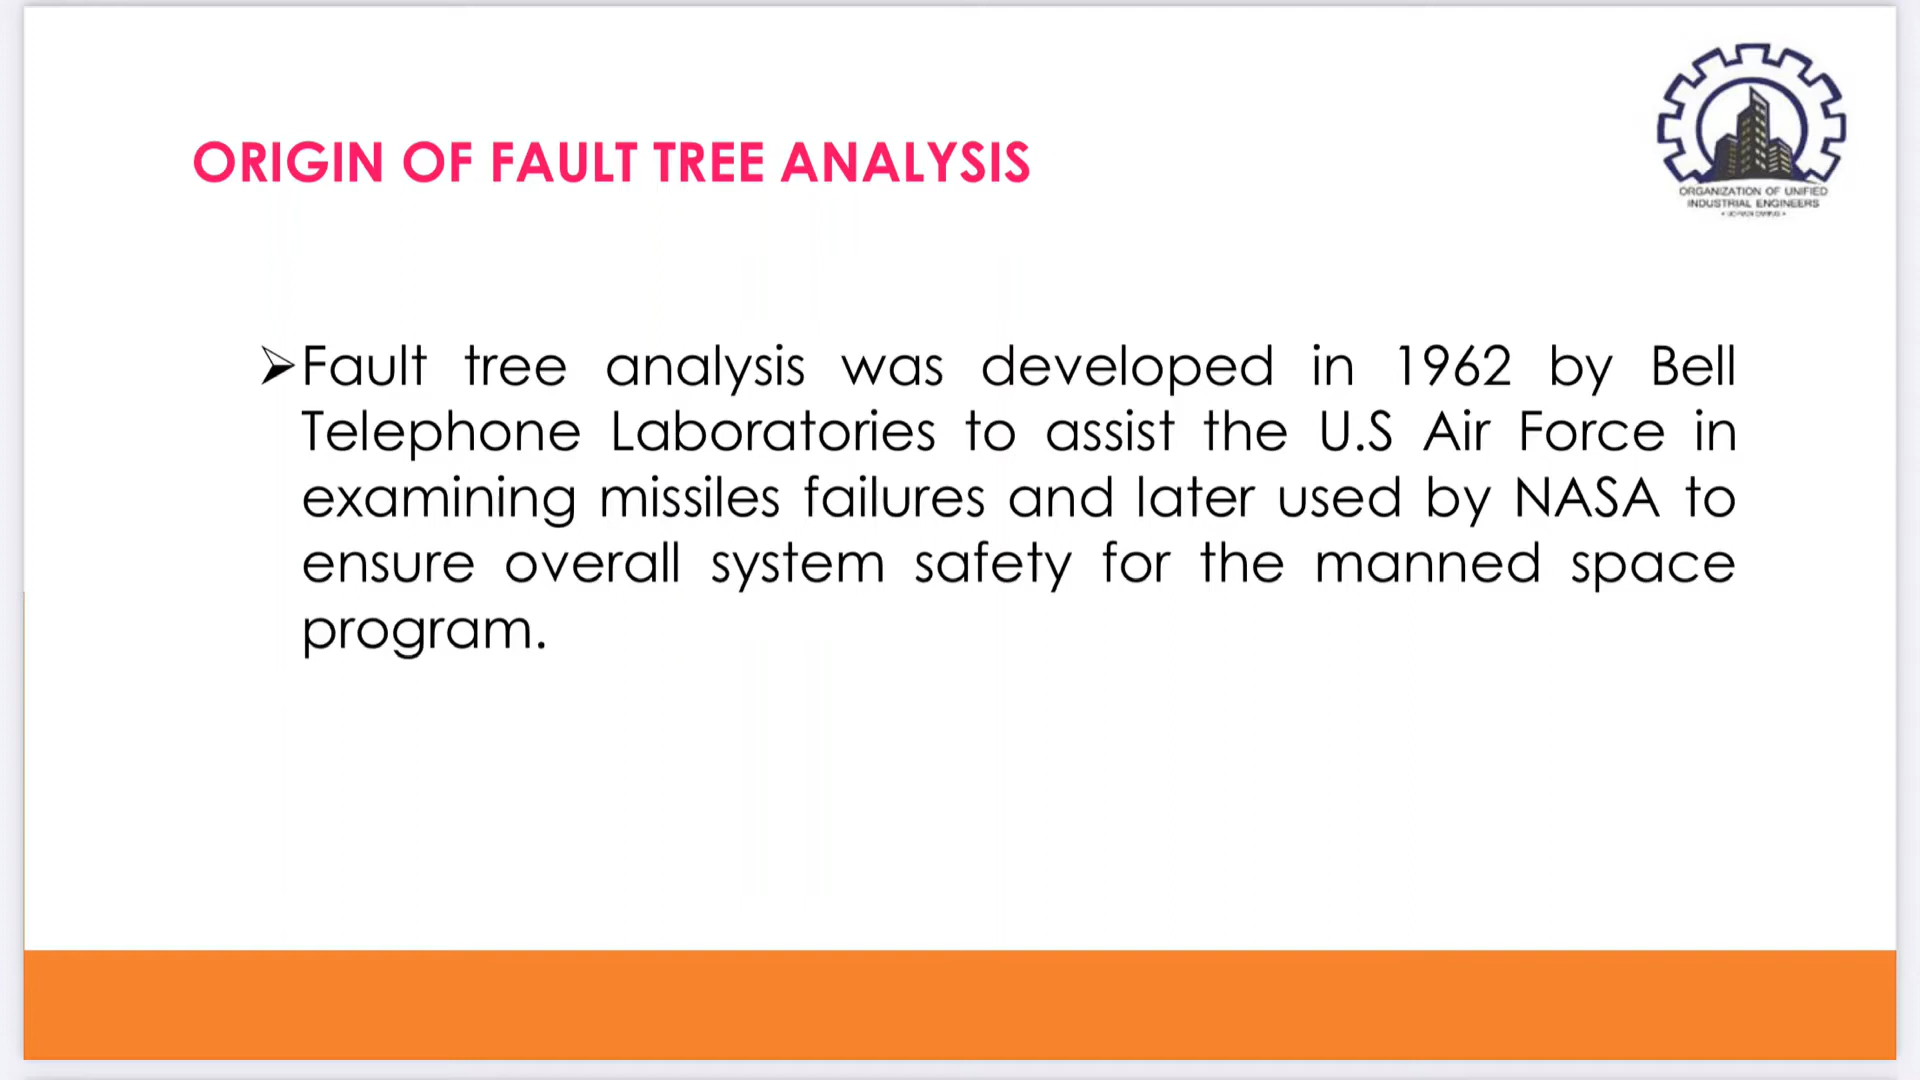 ORIGIN OF FAULT TREE ANALYSIS
ORGANIZATION OF UNIFIED
INDUSTRIAL ENGINEERS
➢Fault tree analysis was developed in 1962 by Bell
Telephone Laboratories to assist the U.S Air Force in
examining missiles failures and later used by NASA to
ensure overall system safety for the manned space
program.